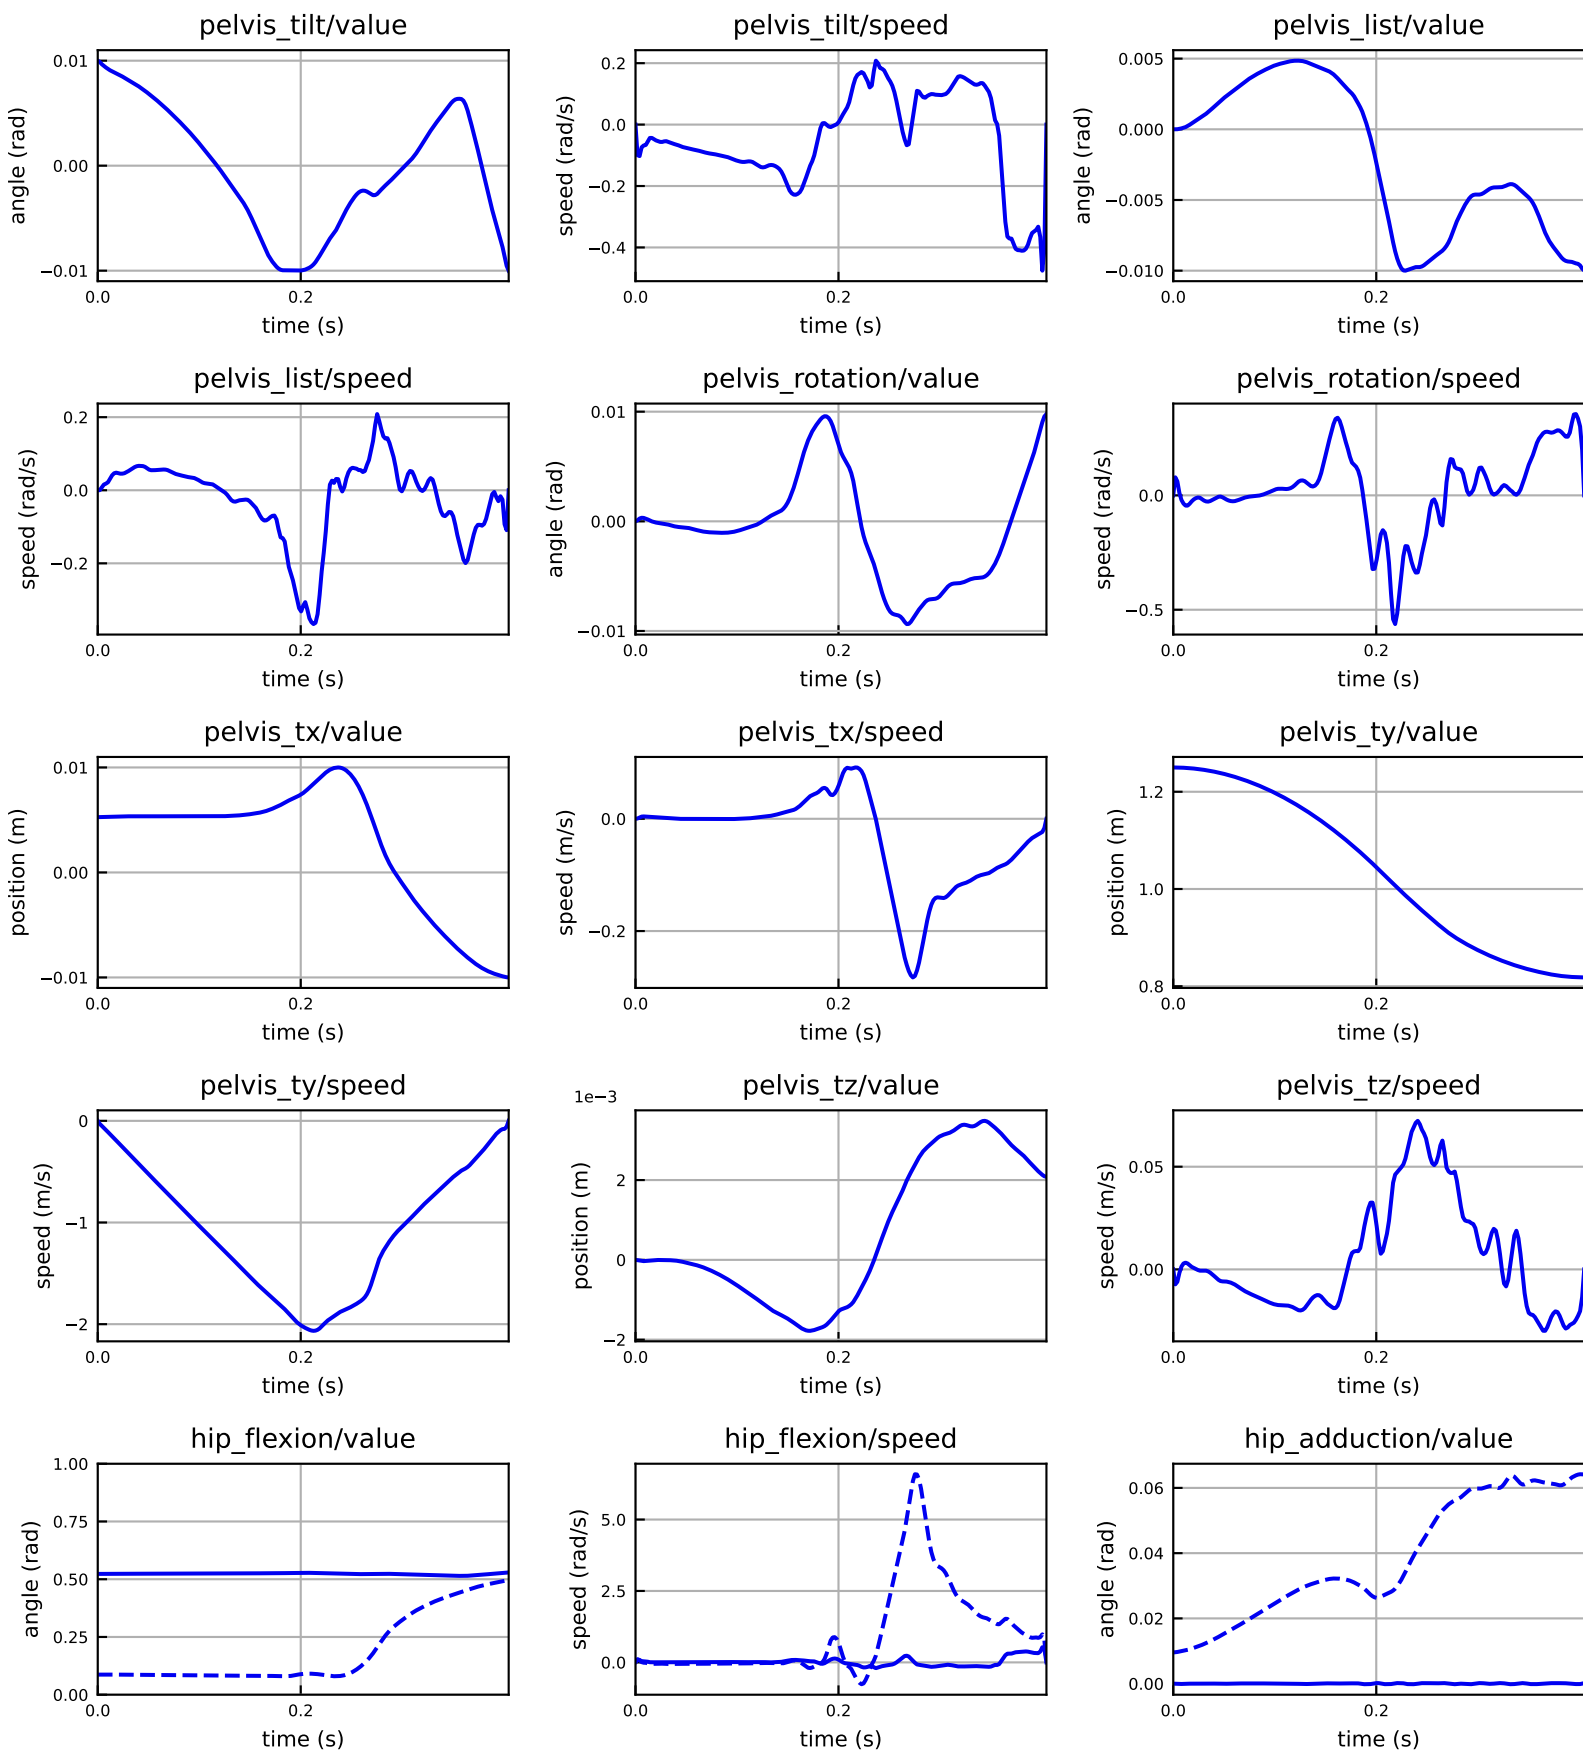 pelvis_tilt/value
pelvis_tilt/speed
pelvis_list/value
angle (rad)
0.01
0.00
−0.01
0.0
0.2
time (s)
speed (rad/s)
0.2
0.0
−0.2
−0.4
0.0
0.2
time (s)
angle (rad)
0.005
0.000
−0.005
−0.010
0.0
0.2
time (s)
pelvis_list/speed
pelvis_rotation/value
pelvis_rotation/speed
speed (rad/s)
0.2
0.0
−0.2
0.0
0.2
time (s)
angle (rad)
0.01
0.00
−0.01
0.0
0.2
time (s)
speed (rad/s)
0.0
−0.5
0.0
0.2
time (s)
pelvis_tx/value
pelvis_tx/speed
pelvis_ty/value
position (m)
0.01
0.00
−0.01
0.0
0.2
time (s)
speed (m/s)
0.0
−0.2
0.0
0.2
time (s)
position (m)
1.2
1.0
0.8
0.0
0.2
time (s)
pelvis_ty/speed
pelvis_tz/value
pelvis_tz/speed
speed (m/s)
0
−1
−2
0.0
0.2
time (s)
1e−3
position (m)
2
0
−2
0.0
0.2
time (s)
speed (m/s)
0.05
0.00
0.0
0.2
time (s)
hip_flexion/value
hip_flexion/speed
hip_adduction/value
angle (rad)
1.00
0.75
0.50
0.25
0.00
0.0
0.2
time (s)
speed (rad/s)
5.0
2.5
0.0
0.0
0.2
time (s)
angle (rad)
0.06
0.04
0.02
0.00
0.0
0.2
time (s)